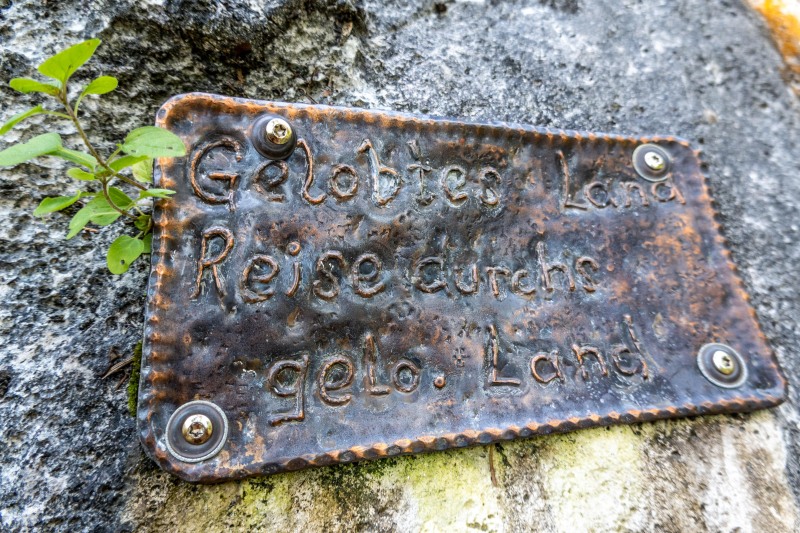 Gelobtes Land
Reise durchs
gelo. Land